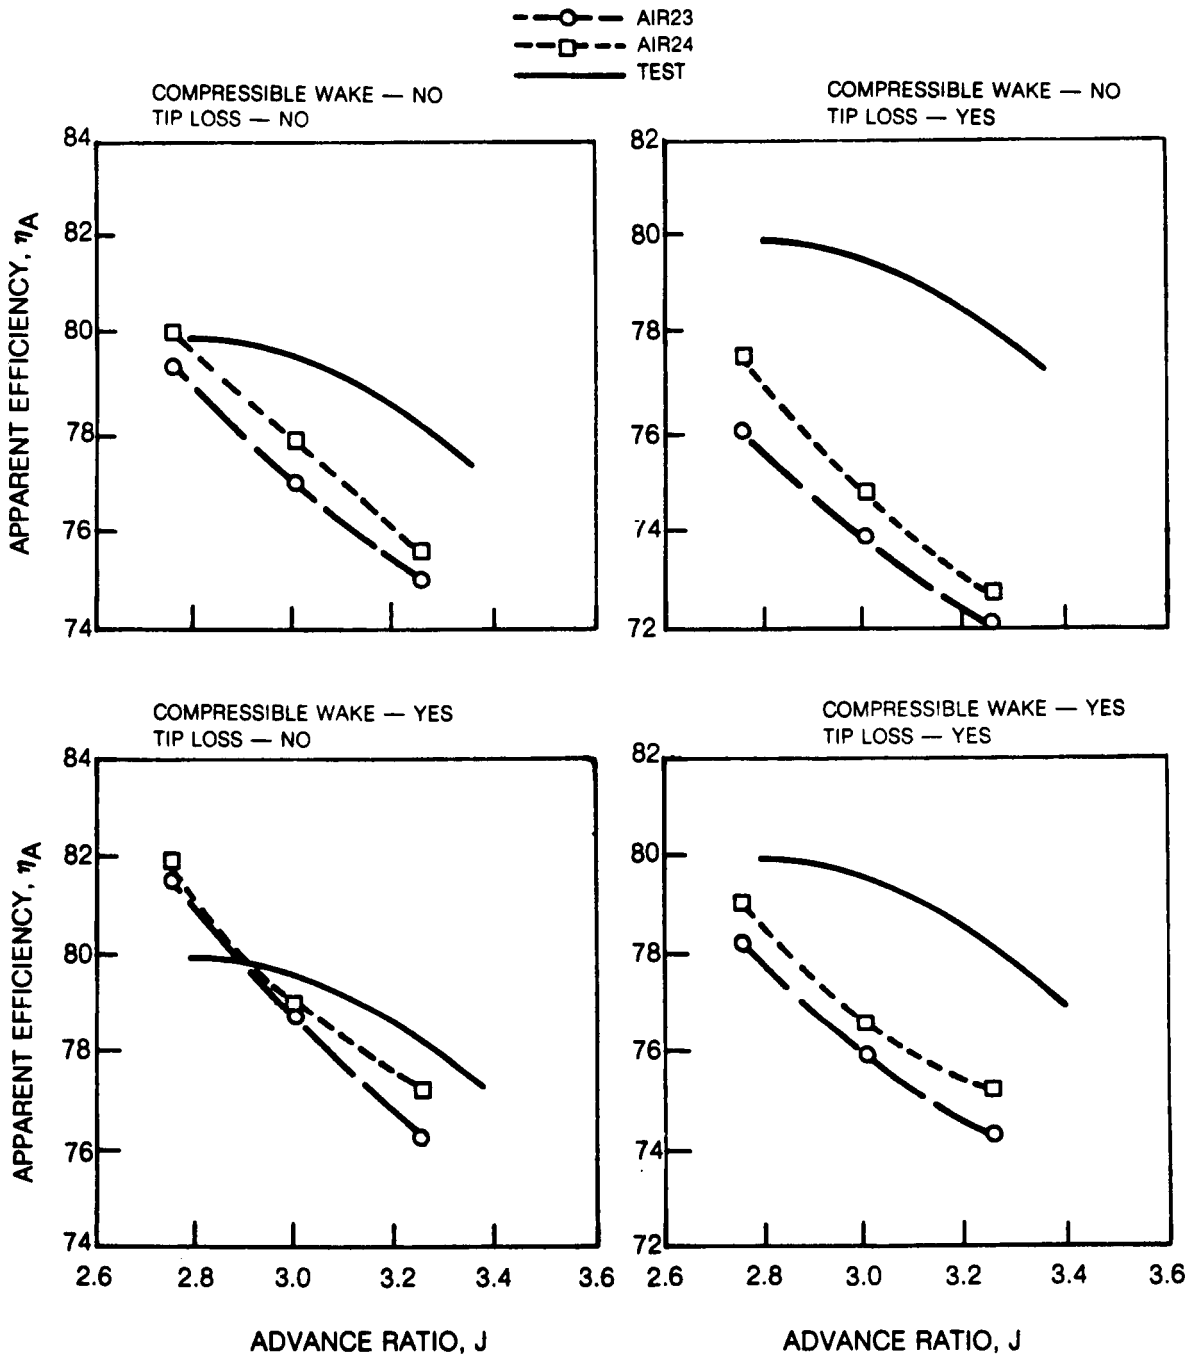 AIR23
AIR24
TEST
COMPRESSIBLE WAKE — NO
TIP LOSS — NO
84
82
80
78
76
74
APPARENT EFFICIENCY, ηA
COMPRESSIBLE WAKE — NO
TIP LOSS — YES
82
80
78
76
74
72
COMPRESSIBLE WAKE — YES
TIP LOSS — NO
84
82
80
78
76
74
APPARENT EFFICIENCY, ηA
2.6 2.8 3.0 3.2 3.4 3.6
ADVANCE RATIO, J
COMPRESSIBLE WAKE — YES
TIP LOSS — YES
82
80
78
76
74
72
2.6 2.8 3.0 3.2 3.4 3.6
ADVANCE RATIO, J